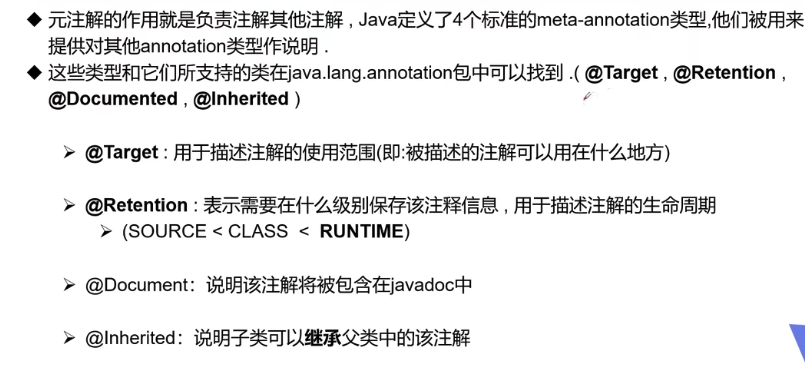 ◆ 元注解的作用就是负责注解其他注解 , Java定义了4个标准的meta-annotation类型,他们被用来
提供对其他annotation类型作说明 .
◆ 这些类型和它们所支持的类在java.lang.annotation包中可以找到 .( @Target , @Retention ,
@Documented , @Inherited )
➢ @Target : 用于描述注解的使用范围(即:被描述的注解可以用在什么地方)
➢ @Retention : 表示需要在什么级别保存该注释信息 , 用于描述注解的生命周期
➢ (SOURCE < CLASS < RUNTIME)
➢ @Document：说明该注解将被包含在javadoc中
➢ @Inherited：说明子类可以继承父类中的该注解